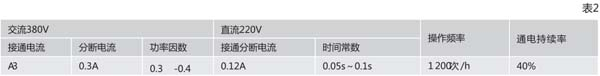 表2
交流380V 直流220V 操作频率 通电持续率
接通电流 分断电流 功率因数 接通分断电流 时间常数
A3 0.3A 0.3 -0.4 0.12A 0.05s~0.1s 1200次/h 40%